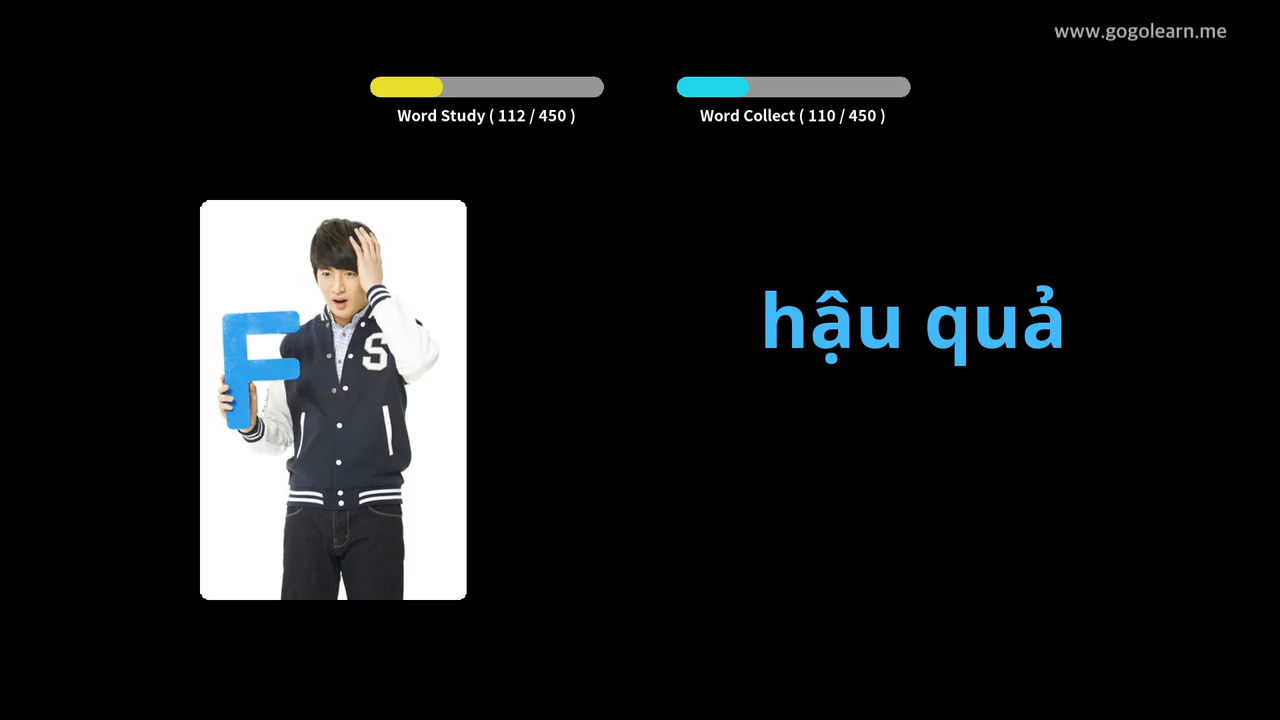 www.gogolearn.me
Word Study ( 112 / 450 )
Word Collect ( 110 / 450 )
F
S
hậu quả